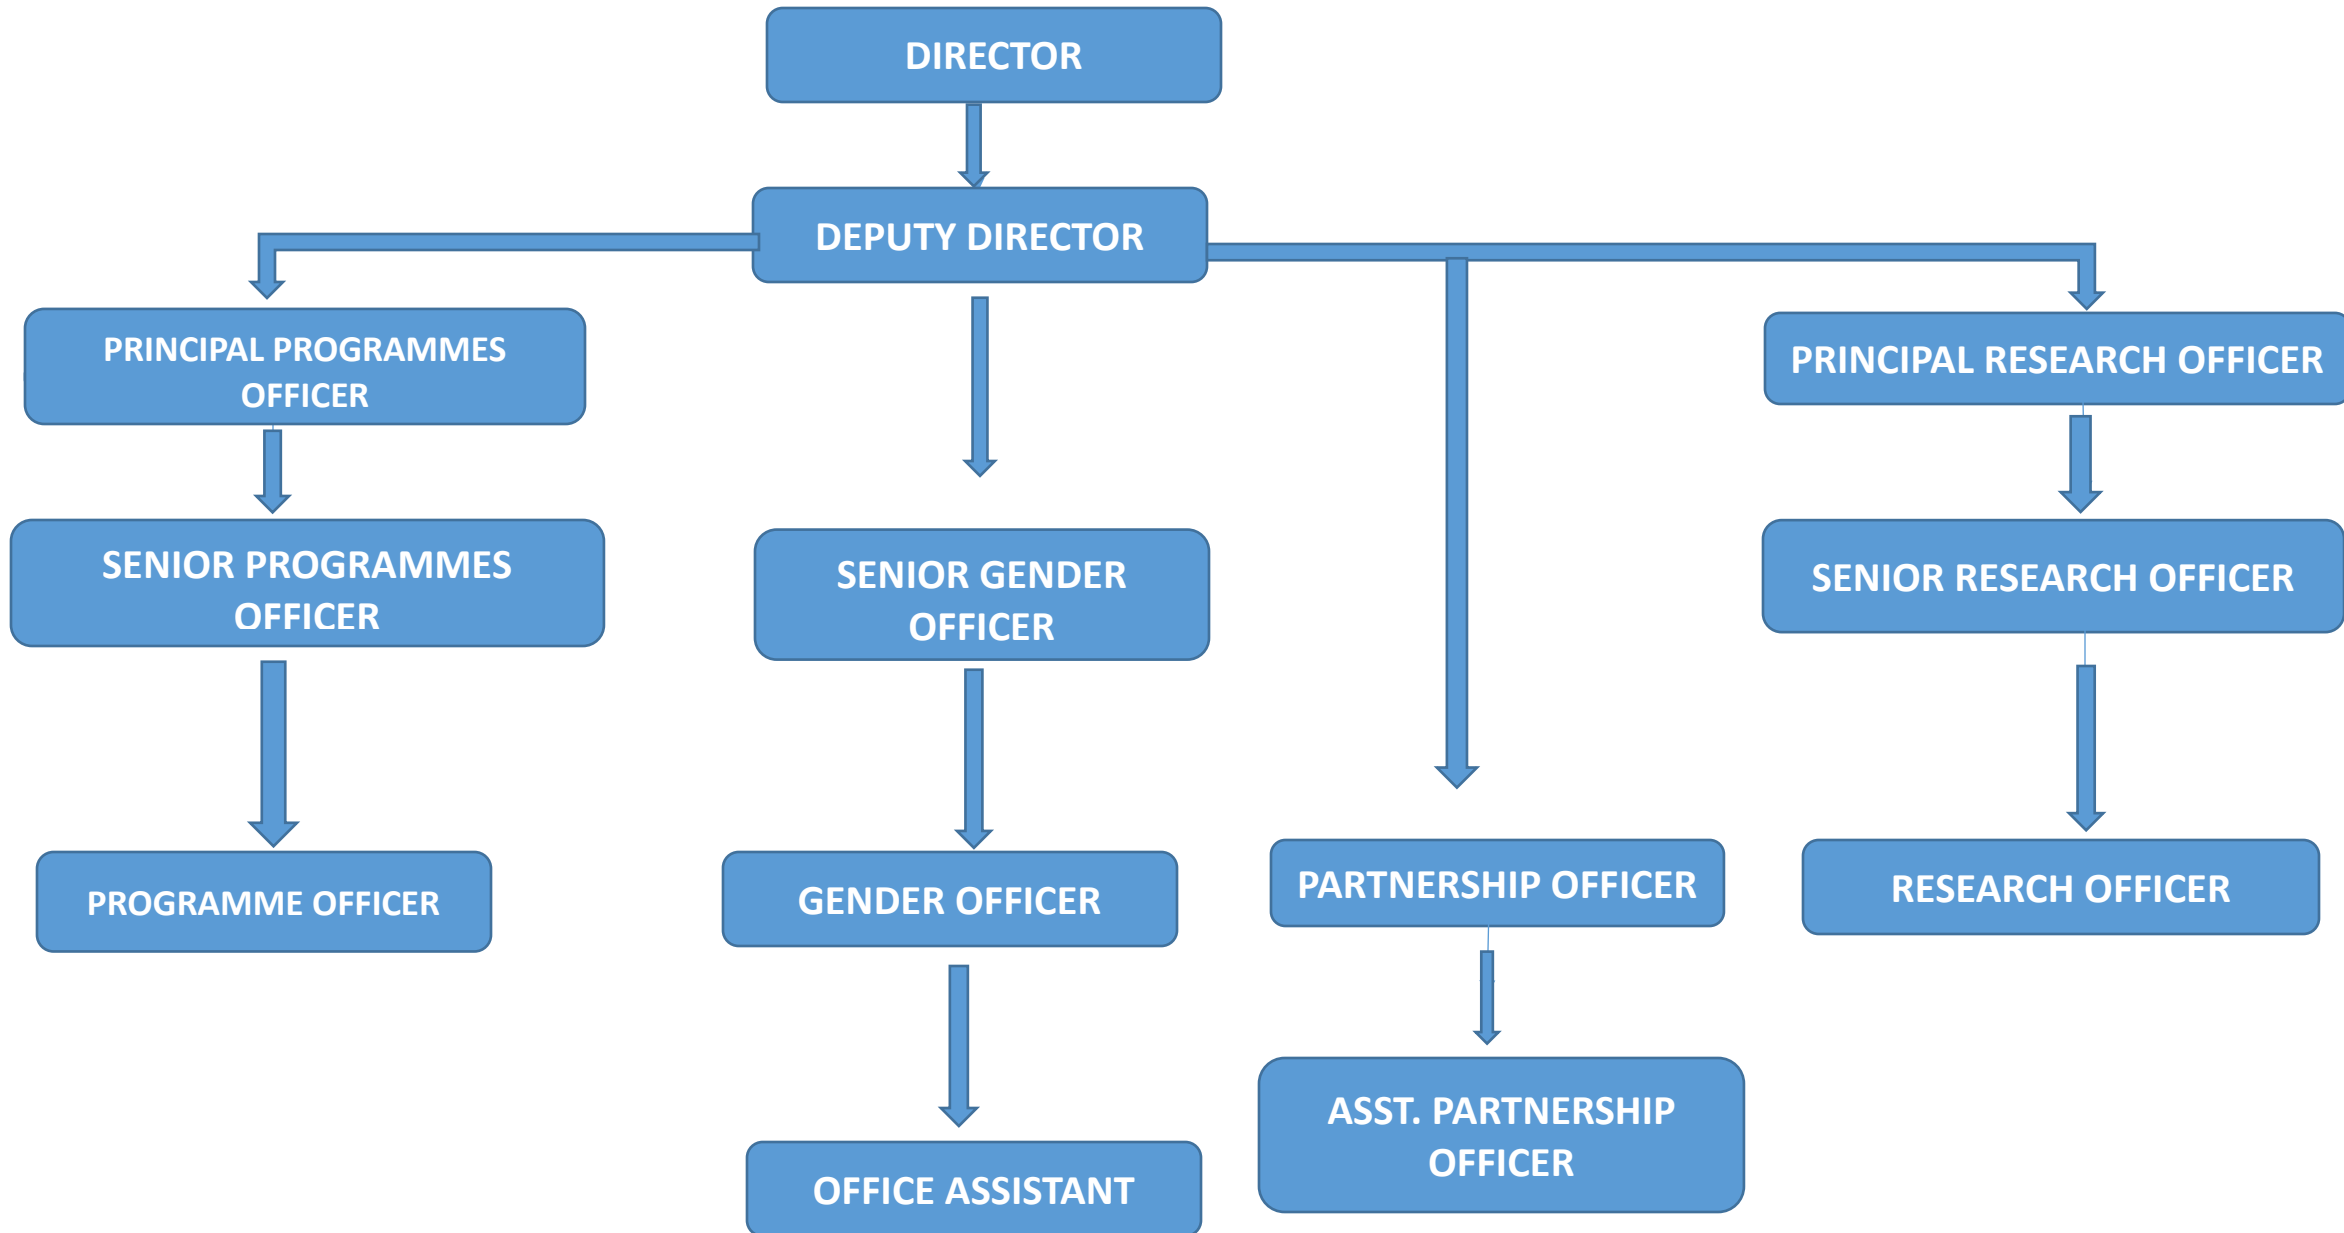 DIRECTOR
DEPUTY DIRECTOR
PRINCIPAL PROGRAMMES
OFFICER
PRINCIPAL RESEARCH OFFICER
SENIOR PROGRAMMES
OFFICER
SENIOR GENDER
OFFICER
SENIOR RESEARCH OFFICER
PROGRAMME OFFICER
GENDER OFFICER
PARTNERSHIP OFFICER
RESEARCH OFFICER
OFFICE ASSISTANT
ASST. PARTNERSHIP
OFFICER